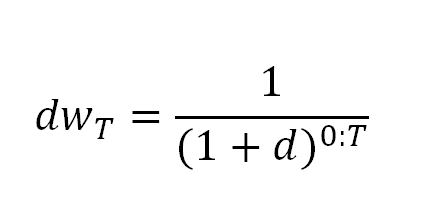 dw_T = 1 / (1 + d)^{0:T}